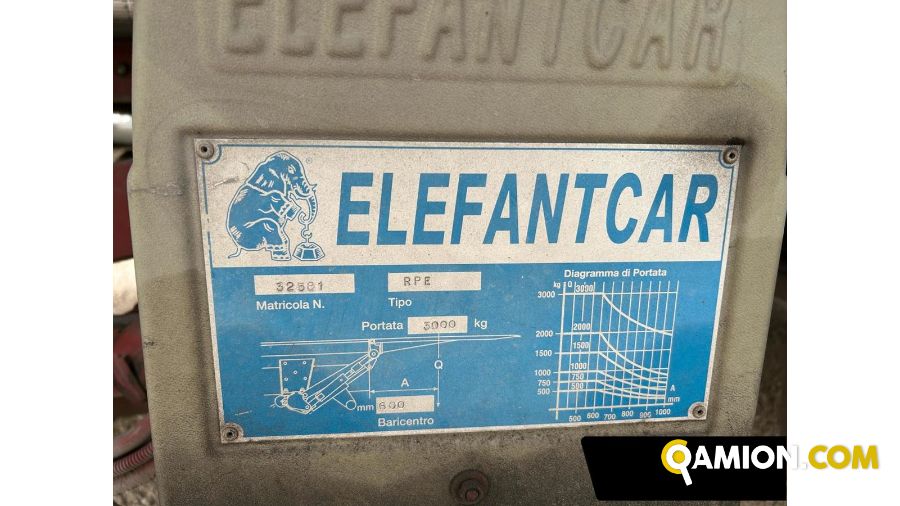 ELEFANTCAR
®
ELEFANTCAR
32581 RPE
Matricola N. Tipo
Portata 3000 kg
Q
A
mm 600
Baricentro
Diagramma di Portata
kg Q 3000
3000
2000 2000
1500 1500
1000 1000
750 750
500 500
A
mm
500 600 700 800 900 1000
QAMION.COM